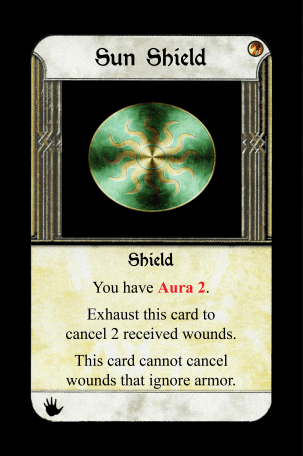 Sun Shield
Shield
You have Aura 2.
Exhaust this card to
cancel 2 received wounds.
This card cannot cancel
wounds that ignore armor.